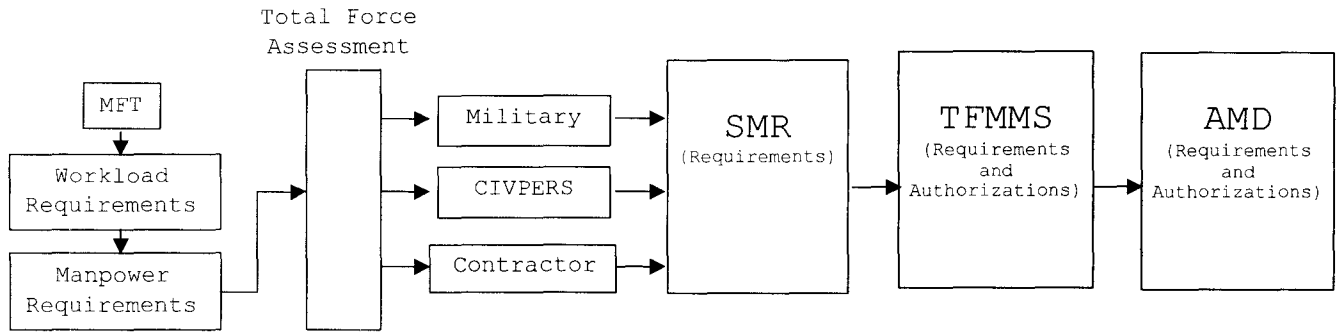 Total Force
Assessment
MFT
Workload
Requirements
Manpower
Requirements
Military
CIVPERS
Contractor
SMR
(Requirements)
TFMMS
(Requirements
and
Authorizations)
AMD
(Requirements
and
Authorizations)